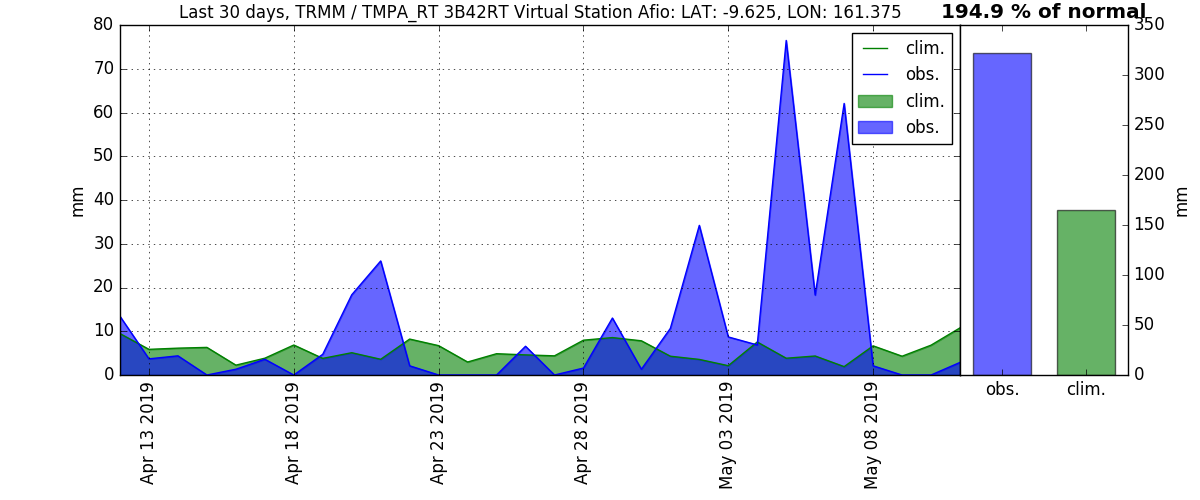 Last 30 days, TRMM / TMPA_RT 3B42RT Virtual Station Afio: LAT: -9.625, LON: 161.375
194.9 % of normal
80
70
60
50
40
30
20
10
0
mm
clim.
obs.
clim.
obs.
Apr 13 2019
Apr 18 2019
Apr 23 2019
Apr 28 2019
May 03 2019
May 08 2019
350
300
250
200
150
100
50
0
mm
obs.
clim.